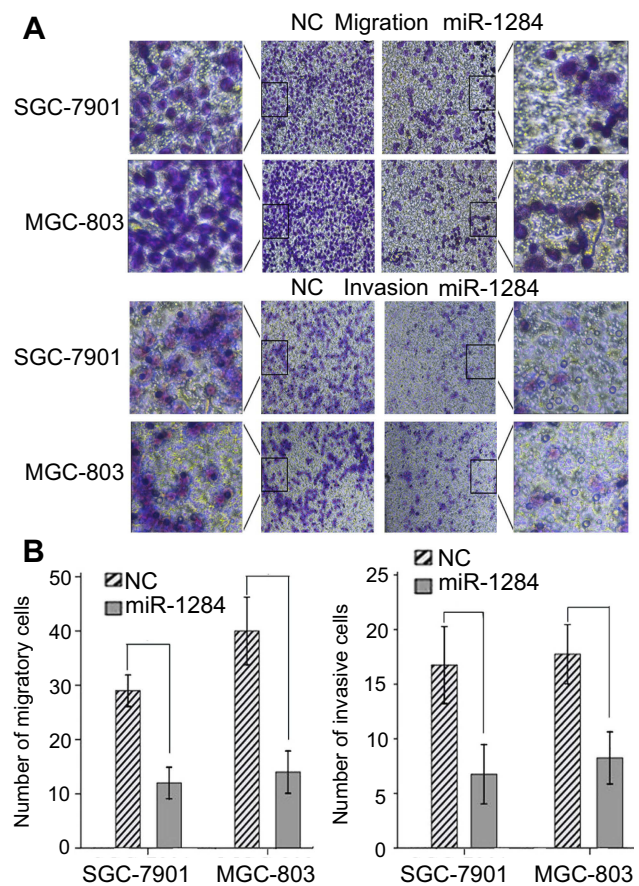 A
NC Migration miR-1284
SGC-7901
MGC-803
NC Invasion miR-1284
SGC-7901
MGC-803
B
50
40
30
20
10
0
Number of migratory cells
NC
miR-1284
SGC-7901 MGC-803
25
20
15
10
5
0
Number of invasive cells
NC
miR-1284
SGC-7901 MGC-803